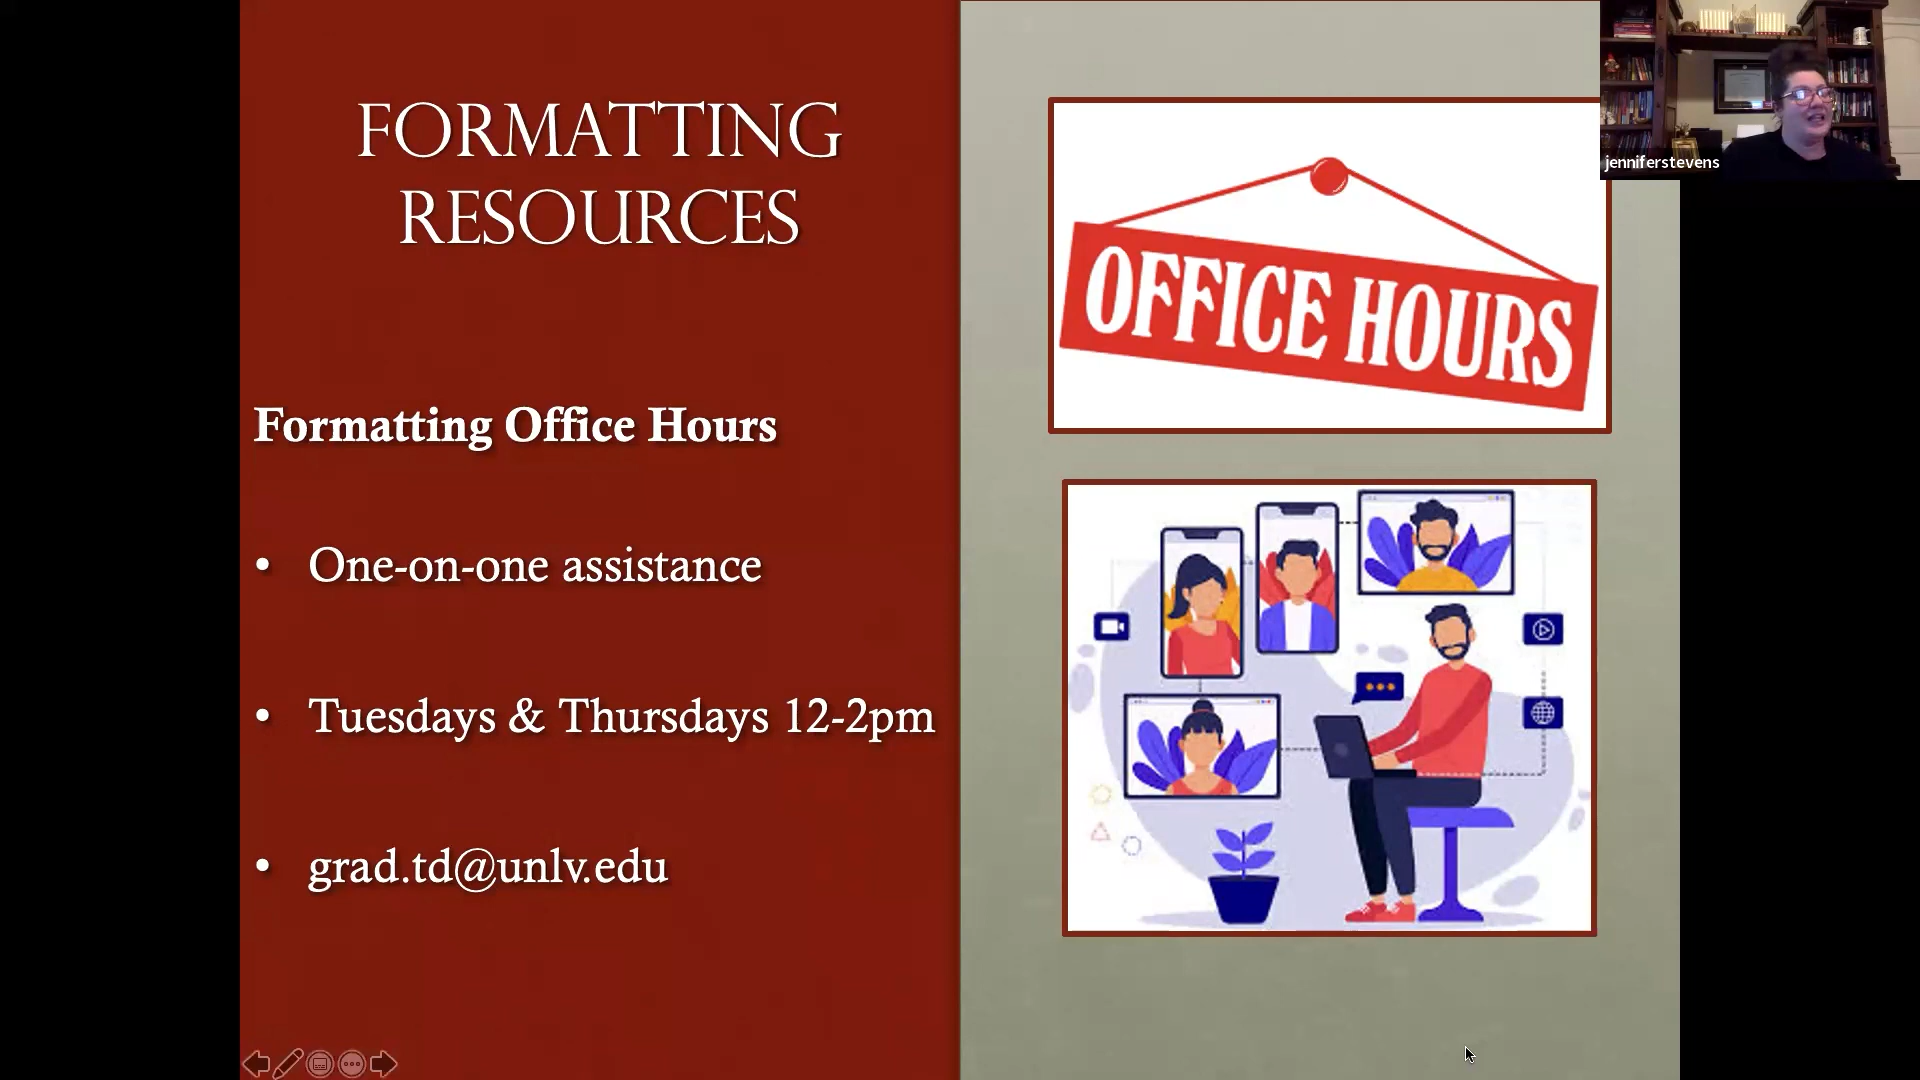 FORMATTING
RESOURCES
Formatting Office Hours
• One-on-one assistance
• Tuesdays & Thursdays 12-2pm
• grad.td@unlv.edu
OFFICE HOURS
jenniferstevens